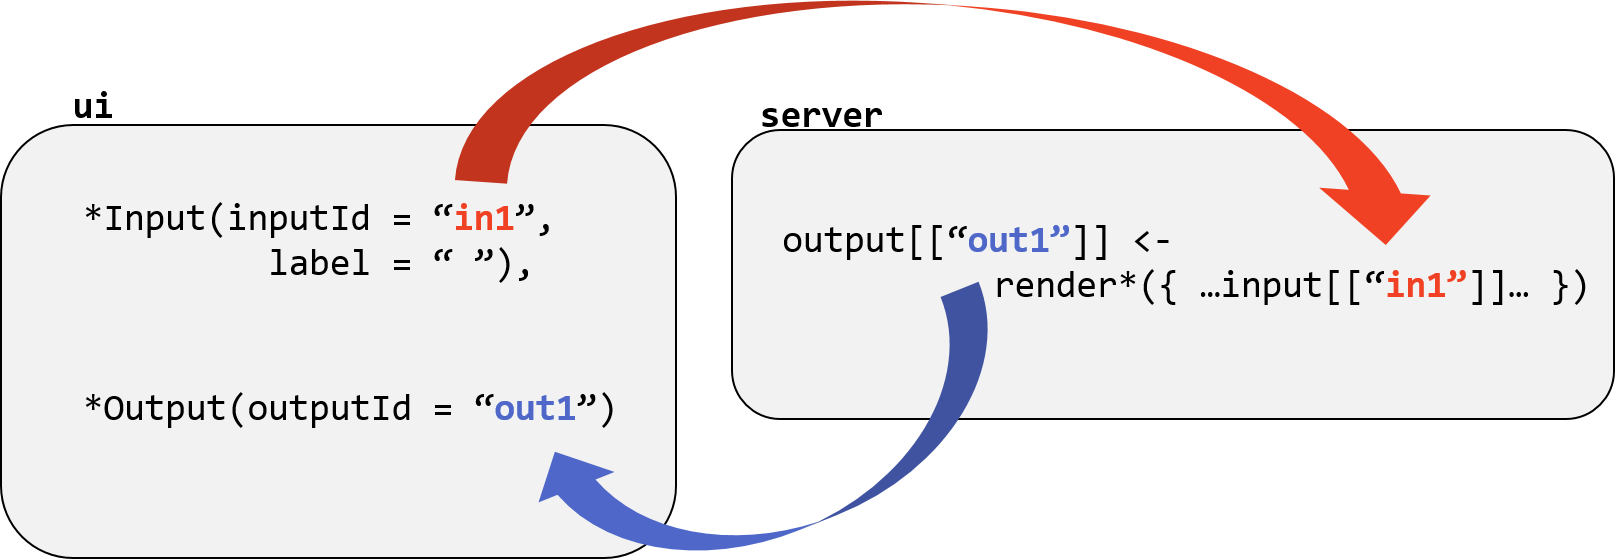 ui
*Input(inputId = “in1”,
label = “ ”),
*Output(outputId = “out1”)
server
output[[“out1”]] <-
render*({ …input[[“in1”]]… })